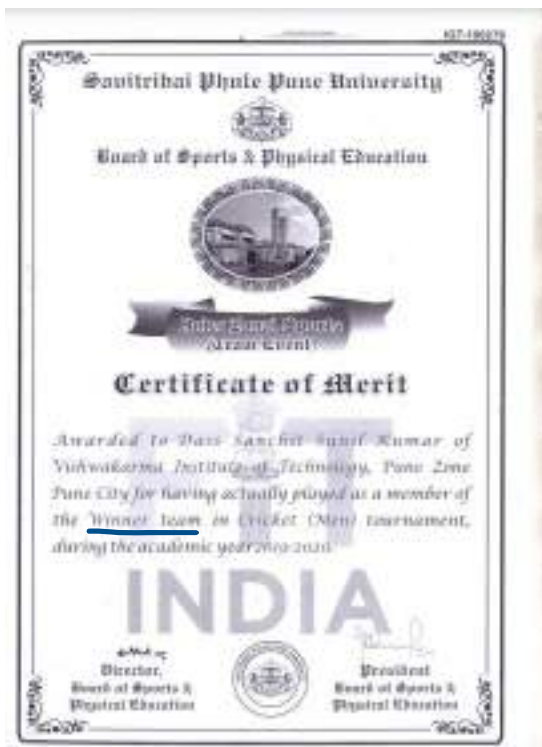 Savitribai Phule Pune University
Board of Sports & Physical Education
(Team Event)
Certificate of Merit
Awarded to Dass Sanchit Sunil Kumar of
Vishwakarma Institute of Technology, Pune Zone
Pune City for having actually played as a member of
the Winner team in Cricket (Men) tournament,
during the academic year 2019-2020.
FIT
INDIA
Director,
Board of Sports &
Physical Education
President
Board of Sports &
Physical Education